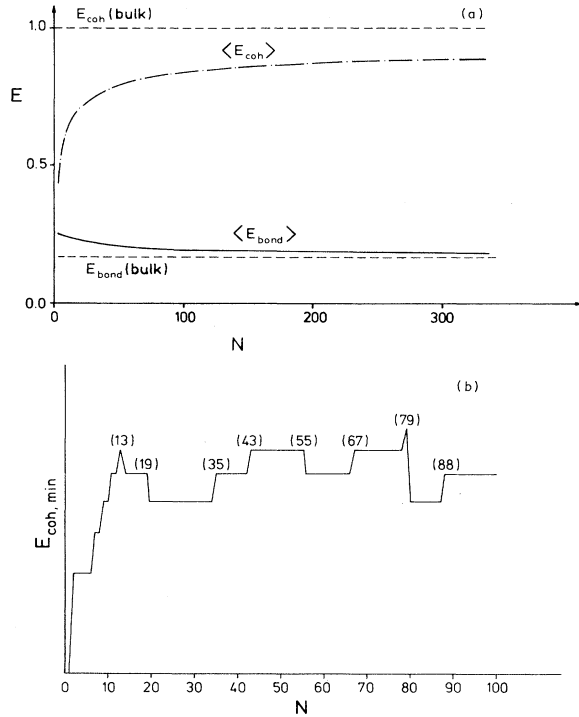 E_coh (bulk) (a)
1.0
⟨E_coh⟩
E
0.5
⟨E_bond⟩
E_bond (bulk)
0.0
0 100 200 300
N
(b)
(79)
(13) (43) (55) (67)
(19) (35) (88)
E_coh, min
0 10 20 30 40 50 60 70 80 90 100
N